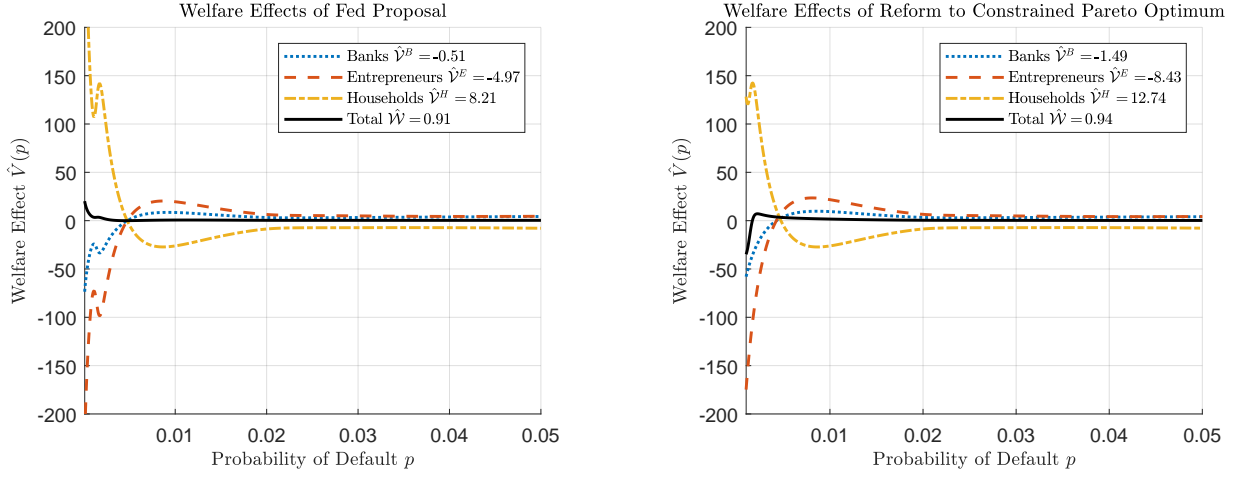 Welfare Effects of Fed Proposal
200
150
100
50
0
-50
-100
-150
-200
Welfare Effect V̂(p)
Banks 𝒱̂^B = -0.51
Entrepreneurs 𝒱̂^E = -4.97
Households 𝒱̂^H = 8.21
Total 𝒲̂ = 0.91
0.01 0.02 0.03 0.04 0.05
Probability of Default p
Welfare Effects of Reform to Constrained Pareto Optimum
200
150
100
50
0
-50
-100
-150
-200
Welfare Effect V̂(p)
Banks 𝒱̂^B = -1.49
Entrepreneurs 𝒱̂^E = -8.43
Households 𝒱̂^H = 12.74
Total 𝒲̂ = 0.94
0.01 0.02 0.03 0.04 0.05
Probability of Default p